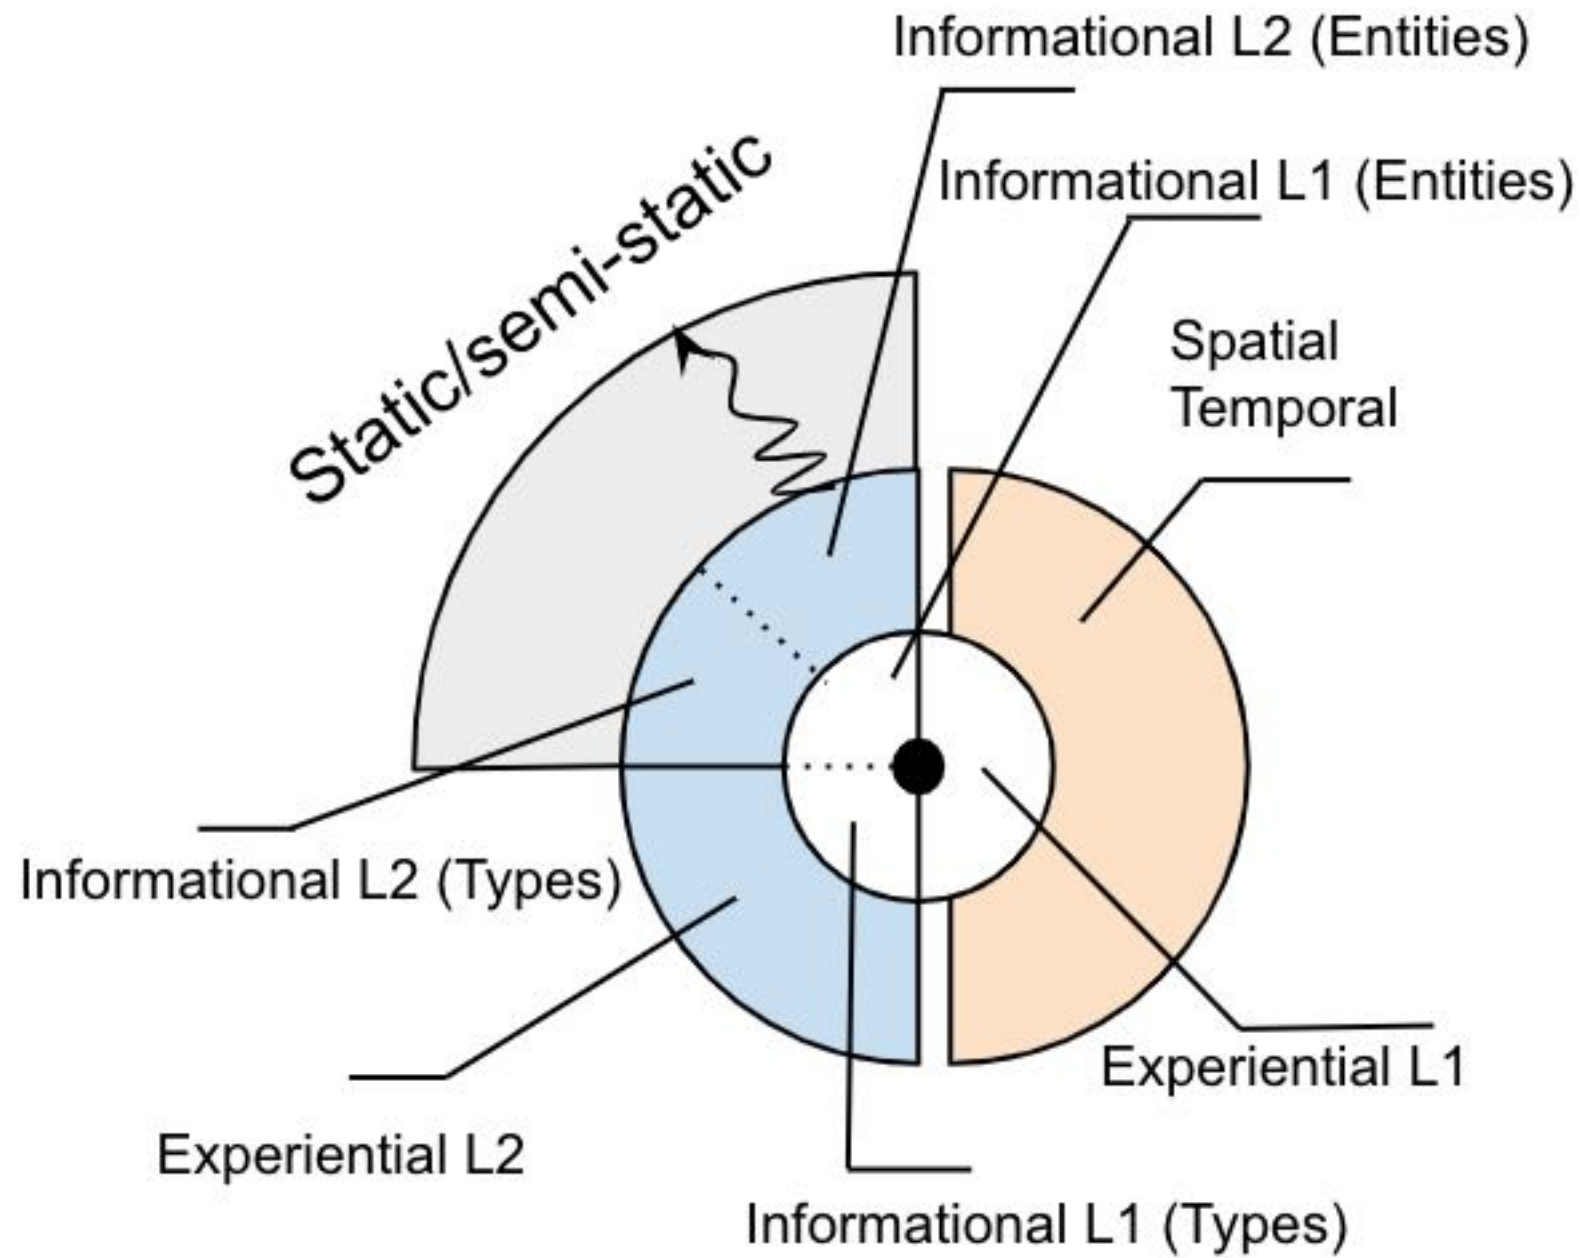 Informational L2 (Entities)
Informational L1 (Entities)
Static/semi-static
Spatial
Temporal
Informational L2 (Types)
Experiential L1
Experiential L2
Informational L1 (Types)